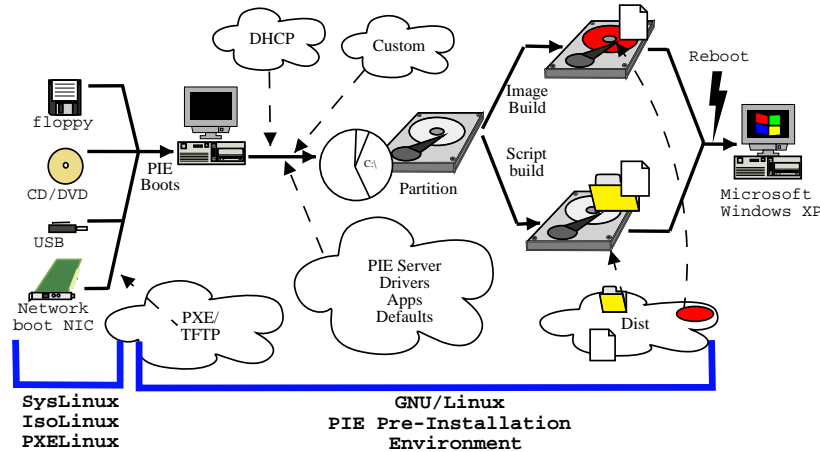 DHCP
Custom
Reboot
floppy
Image
Build
PIE
Boots
C:\
CD/DVD
Partition
Script
build
Microsoft
Windows XP
USB
PIE Server
Drivers
Apps
Defaults
Network
boot NIC
PXE/
TFTP
Dist
SysLinux
IsoLinux
PXELinux
GNU/Linux
PIE Pre-Installation
Environment